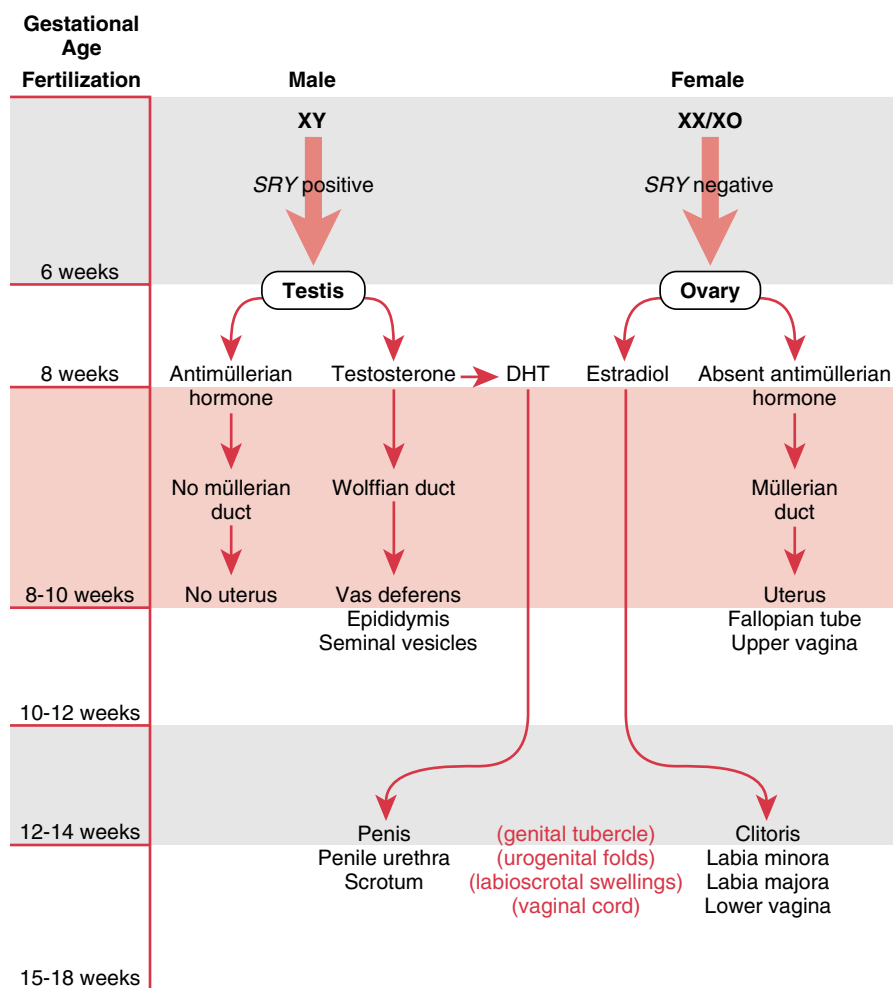 Gestational
Age
Fertilization
Male
Female
XY
XX/XO
SRY positive
SRY negative
6 weeks
Testis
Ovary
8 weeks
Antimüllerian
hormone
Testosterone
DHT
Estradiol
Absent antimüllerian
hormone
No müllerian
duct
Wolffian duct
Müllerian
duct
8-10 weeks
No uterus
Vas deferens
Epididymis
Seminal vesicles
Uterus
Fallopian tube
Upper vagina
10-12 weeks
12-14 weeks
Penis
Penile urethra
Scrotum
(genital tubercle)
(urogenital folds)
(labioscrotal swellings)
(vaginal cord)
Clitoris
Labia minora
Labia majora
Lower vagina
15-18 weeks